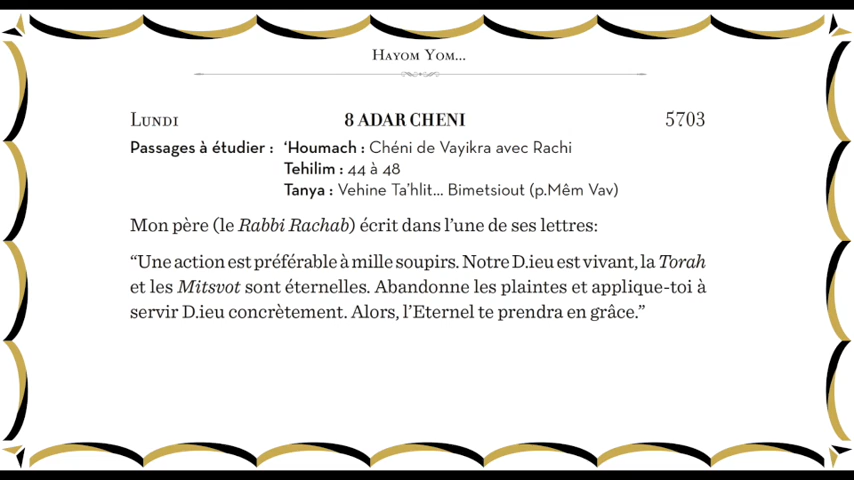 Hayom Yom...
Lundi 8 ADAR CHENI 5703
Passages à étudier : ‘Houmach : Chéni de Vayikra avec Rachi
Tehilim : 44 à 48
Tanya : Vehine Ta’hlit... Bimetsiout (p.Mêm Vav)
Mon père (le Rabbi Rachab) écrit dans l’une de ses lettres:
“Une action est préférable à mille soupirs. Notre D.ieu est vivant, la Torah
et les Mitsvot sont éternelles. Abandonne les plaintes et applique-toi à
servir D.ieu concrètement. Alors, l’Eternel te prendra en grâce.”